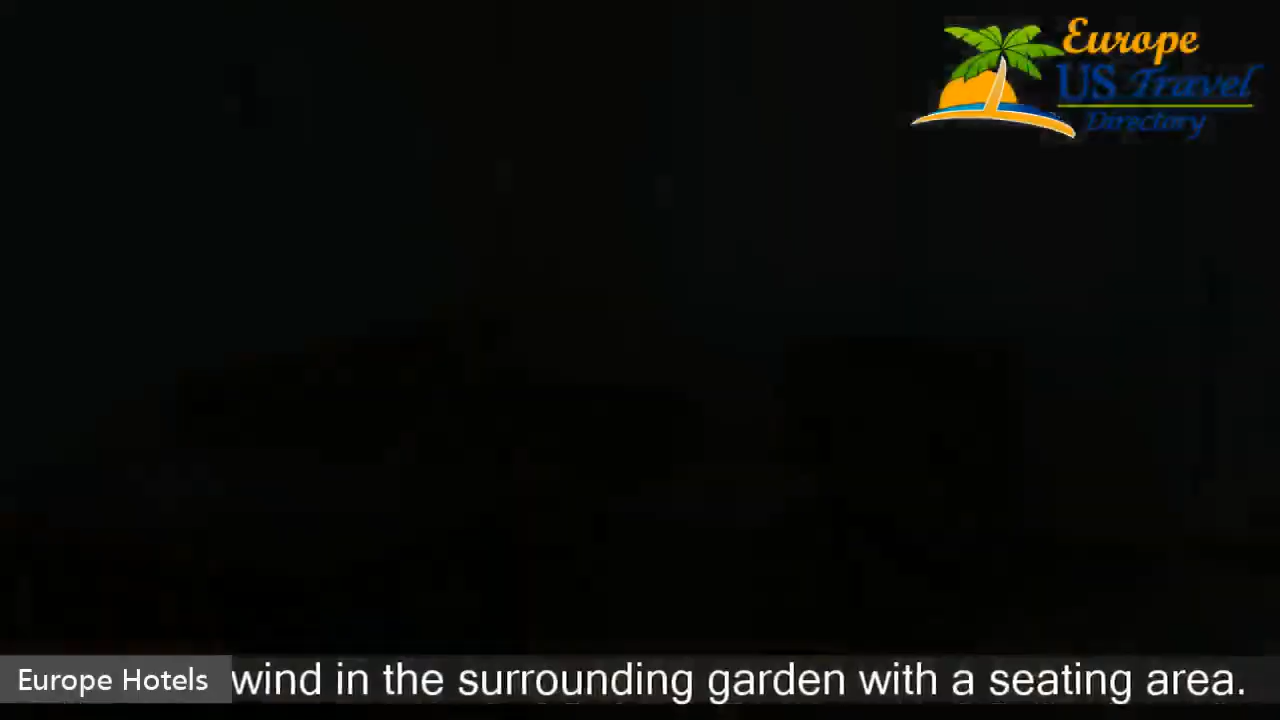 Europe
US Travel
Directory
Europe Hotels wind in the surrounding garden with a seating area.